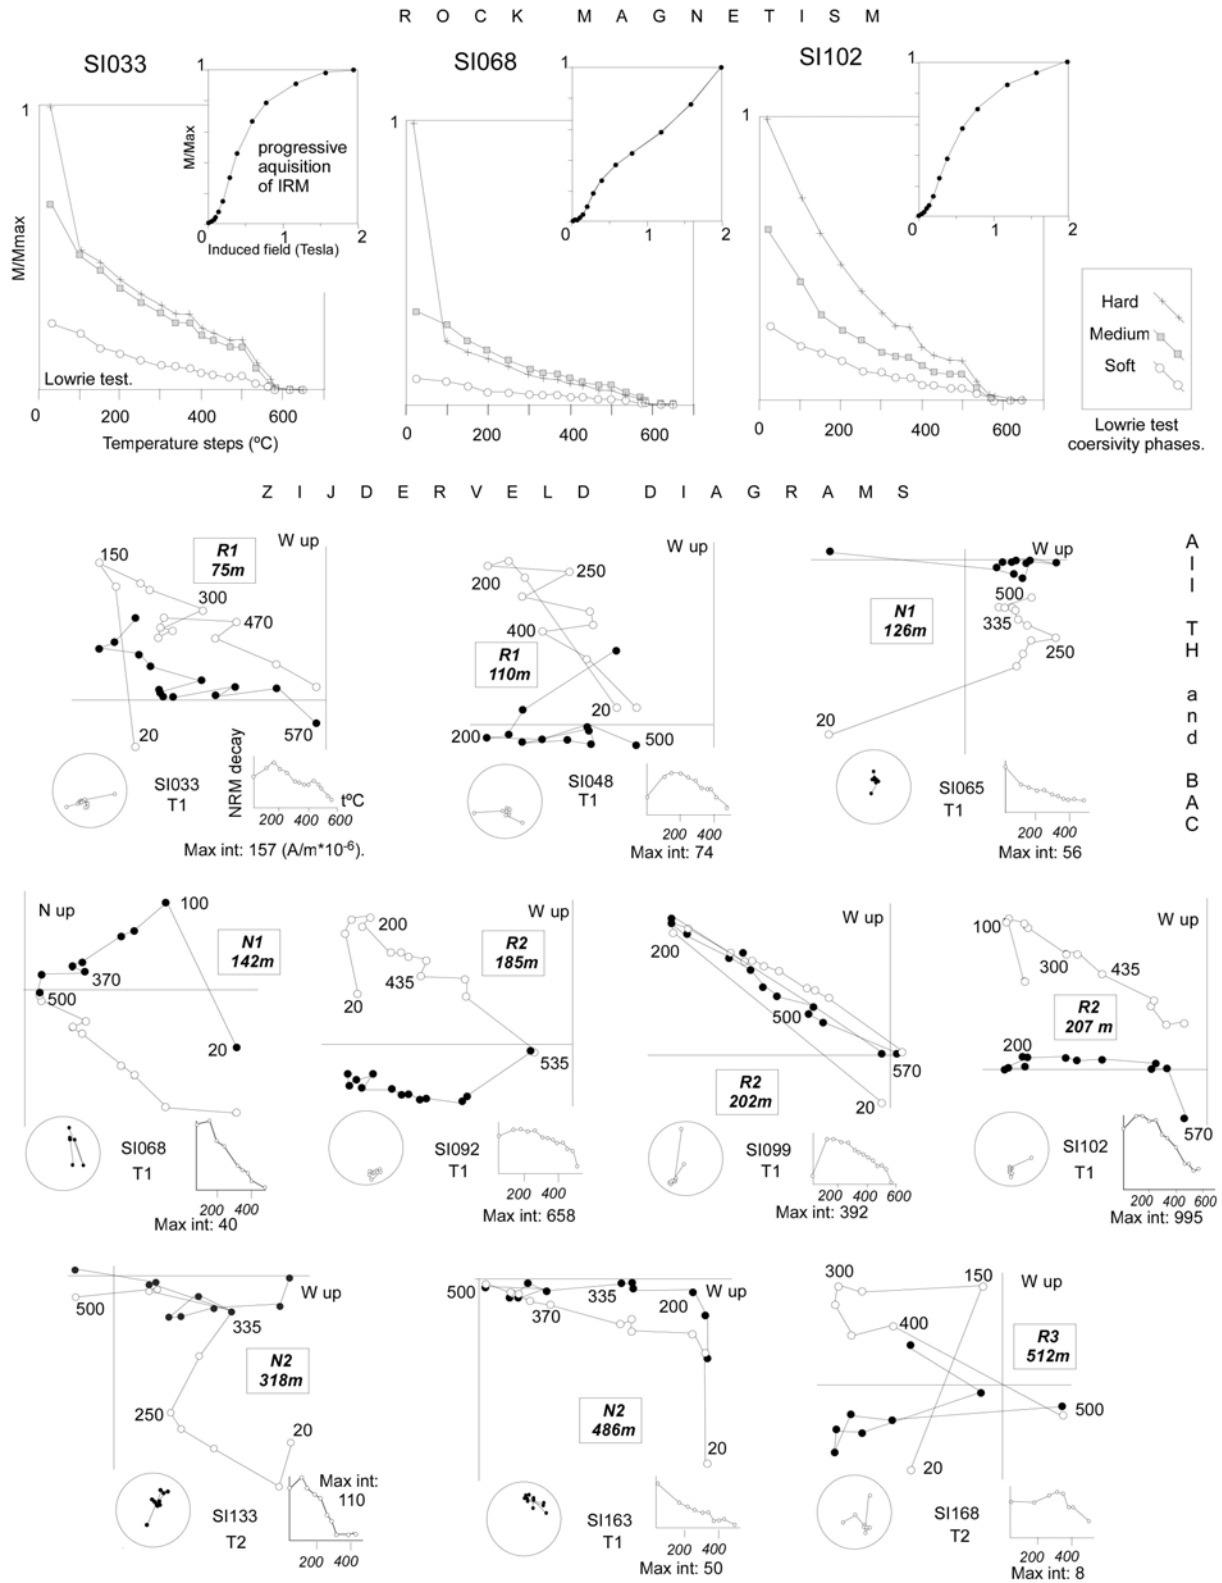 ROCK MAGNETISM
SI033
SI068
SI102
1
M/Max
progressive
aquisition
of IRM
0
1
2
Induced field (Tesla)
1
M/Mmax
Lowrie test.
0
200
400
600
Temperature steps (ºC)
1
0
1
2
1
200
400
600
1
0
1
2
1
0
200
400
600
Hard
Medium
Soft
Lowrie test
coersivity phases.
ZIJDERVELD DIAGRAMS
All TH and BAC
150
R1
75m
W up
300
470
20
570
SI033
T1
NRM decay
tºC
200 400 600
Max int: 157 (A/m*10-6).
W up
200
250
400
R1
110m
20
200
500
SI048
T1
200 400
Max int: 74
W up
500
N1
126m
335
250
20
SI065
T1
200 400
Max int: 56
N up
100
N1
142m
370
500
20
SI068
T1
200 400
Max int: 40
W up
200
R2
185m
435
20
535
SI092
T1
200 400
Max int: 658
W up
200
500
R2
202m
570
20
SI099
T1
200 400 600
Max int: 392
W up
100
300
435
R2
207 m
200
570
SI102
T1
200 400 600
Max int: 995
500
W up
335
N2
318m
250
20
SI133
T2
Max int:
110
200 400
500
335
200
W up
370
N2
486m
20
SI163
T1
200 400
Max int: 50
300
150
W up
400
R3
512m
500
20
SI168
T2
200 400
Max int: 8